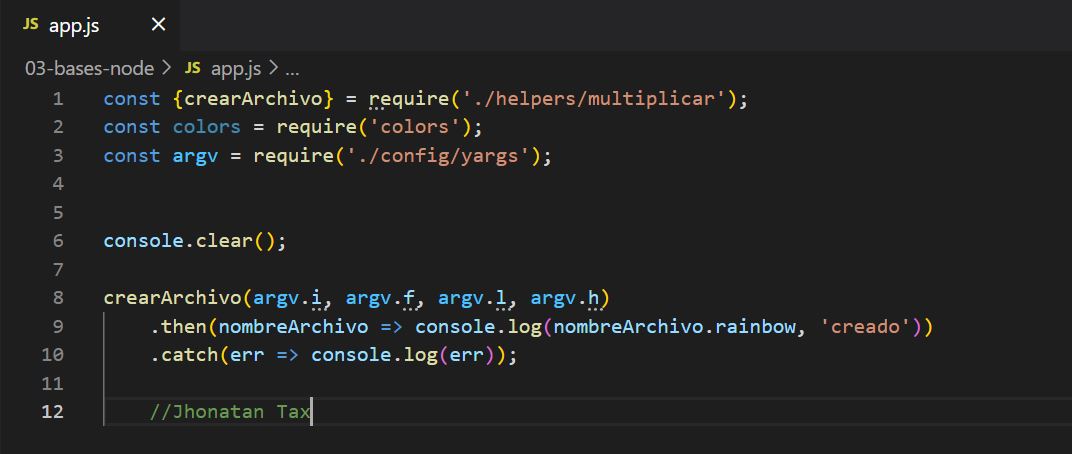 JS app.js ×
03-bases-node > JS app.js > ...
1 const {crearArchivo} = require('./helpers/multiplicar');
2 const colors = require('colors');
3 const argv = require('./config/yargs');
4
5
6 console.clear();
7
8 crearArchivo(argv.i, argv.f, argv.l, argv.h)
9     .then(nombreArchivo => console.log(nombreArchivo.rainbow, 'creado'))
10     .catch(err => console.log(err));
11
12     //Jhonatan Tax